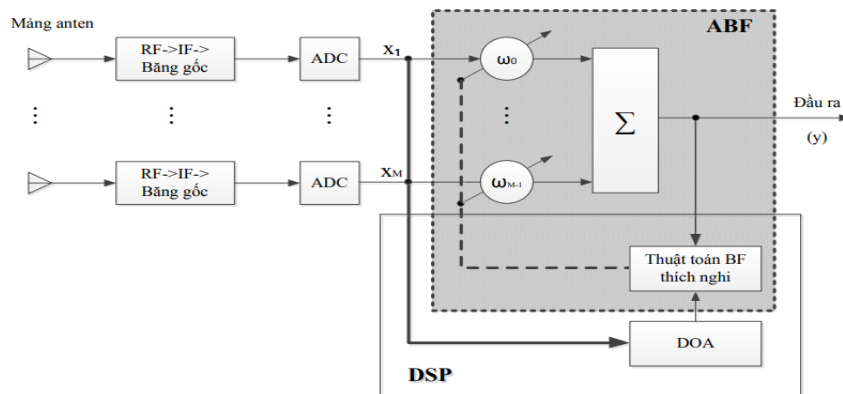 Mảng anten
RF->IF->
Băng gốc
ADC
X1
ω0
ABF
Σ
Đầu ra
(y)
RF->IF->
Băng gốc
ADC
XM
ωM-1
Thuật toán BF
thích nghi
DOA
DSP